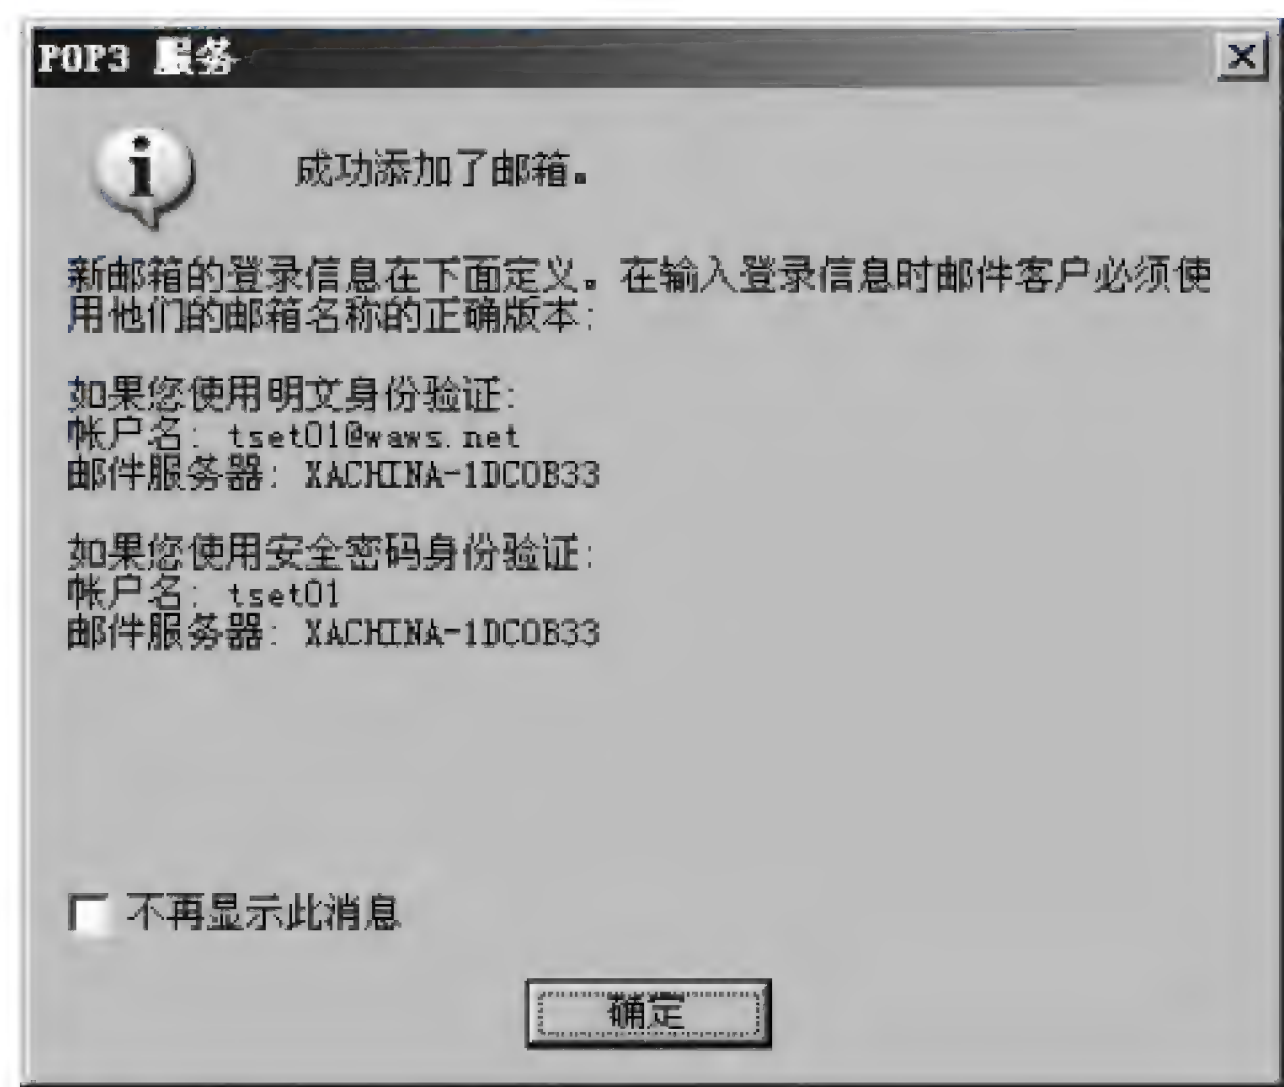 POP3 服务
成功添加了邮箱。
新邮箱的登录信息在下面定义。在输入登录信息时邮件客户必须使
用他们的邮箱名称的正确版本:
如果您使用明文身份验证:
帐户名: tset01@waws.net
邮件服务器: XACHINA-1DC0B33
如果您使用安全密码身份验证:
帐户名: tset01
邮件服务器: XACHINA-1DC0B33
不再显示此消息
确定